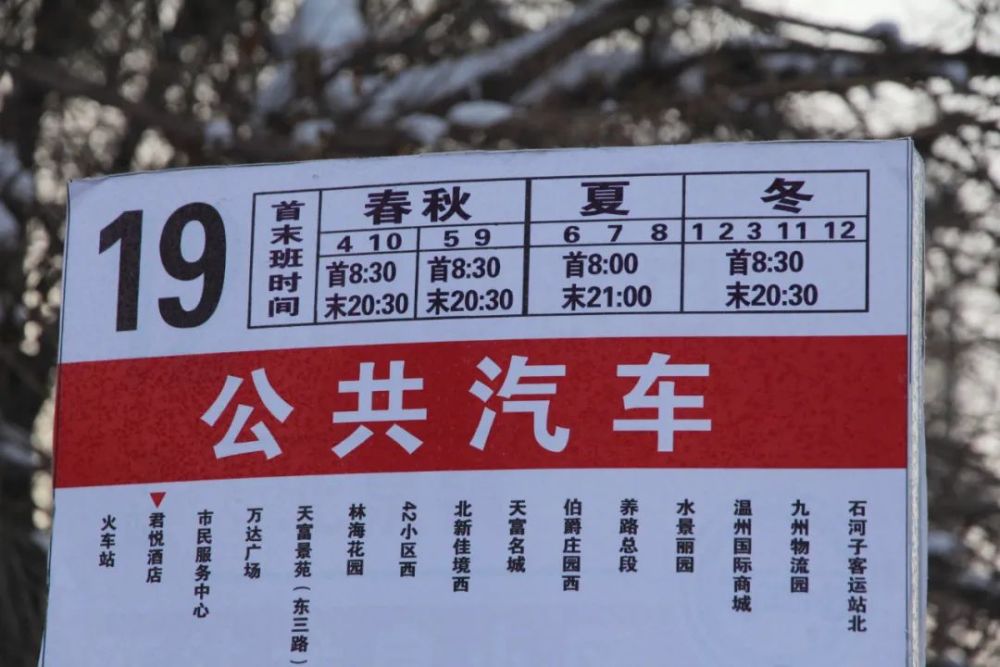 19
首末班时间
春秋 夏 冬
4 10 5 9 6 7 8 1 2 3 11 12
首8:30 首8:30 首8:00 首8:30
末20:30 末20:30 末21:00 末20:30
公共汽车
火车站
君悦酒店
市民服务中心
万达广场
天富景苑（东三路）
林海花园
42小区西
北新佳境西
天富名城
伯爵庄园西
养路总段
水景丽园
温州国际商城
九州物流园
石河子客运站北